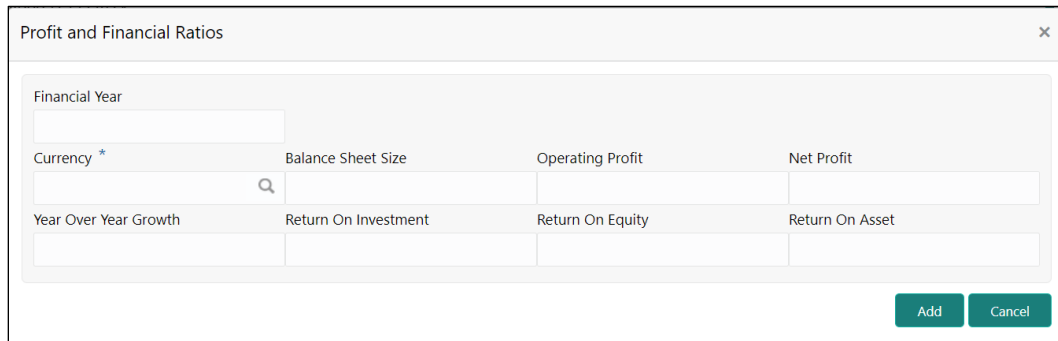 Profit and Financial Ratios ×
Financial Year
Currency * Balance Sheet Size Operating Profit Net Profit
Year Over Year Growth Return On Investment Return On Equity Return On Asset
Add Cancel